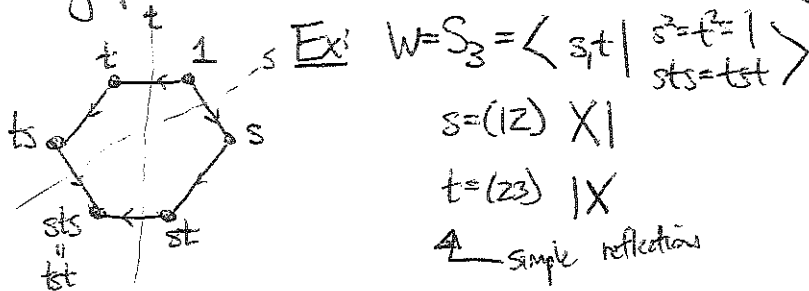 t
t 1 s
Ex: W=S₃=< s,t | s²=t²=1
sts=tst >
ts s
s=(12) X|
t=(23) |X
sts st
"
tst
simple reflections